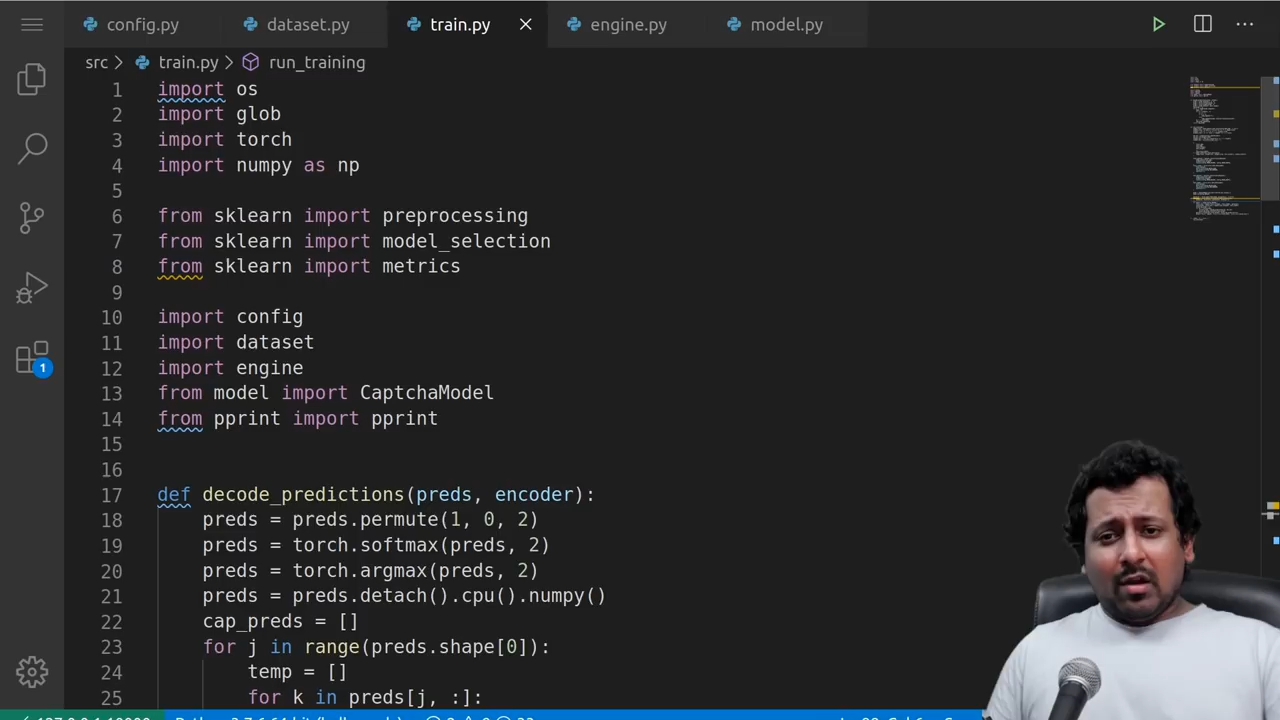 config.py dataset.py train.py engine.py model.py
src train.py run_training
1 import os
2 import glob
3 import torch
4 import numpy as np
5
6 from sklearn import preprocessing
7 from sklearn import model_selection
8 from sklearn import metrics
9
10 import config
11 import dataset
12 import engine
13 from model import CaptchaModel
14 from pprint import pprint
15
16
17 def decode_predictions(preds, encoder):
18 preds = preds.permute(1, 0, 2)
19 preds = torch.softmax(preds, 2)
20 preds = torch.argmax(preds, 2)
21 preds = preds.detach().cpu().numpy()
22 cap_preds = []
23 for j in range(preds.shape[0]):
24 temp = []
25 for k in preds[j, :]:
1